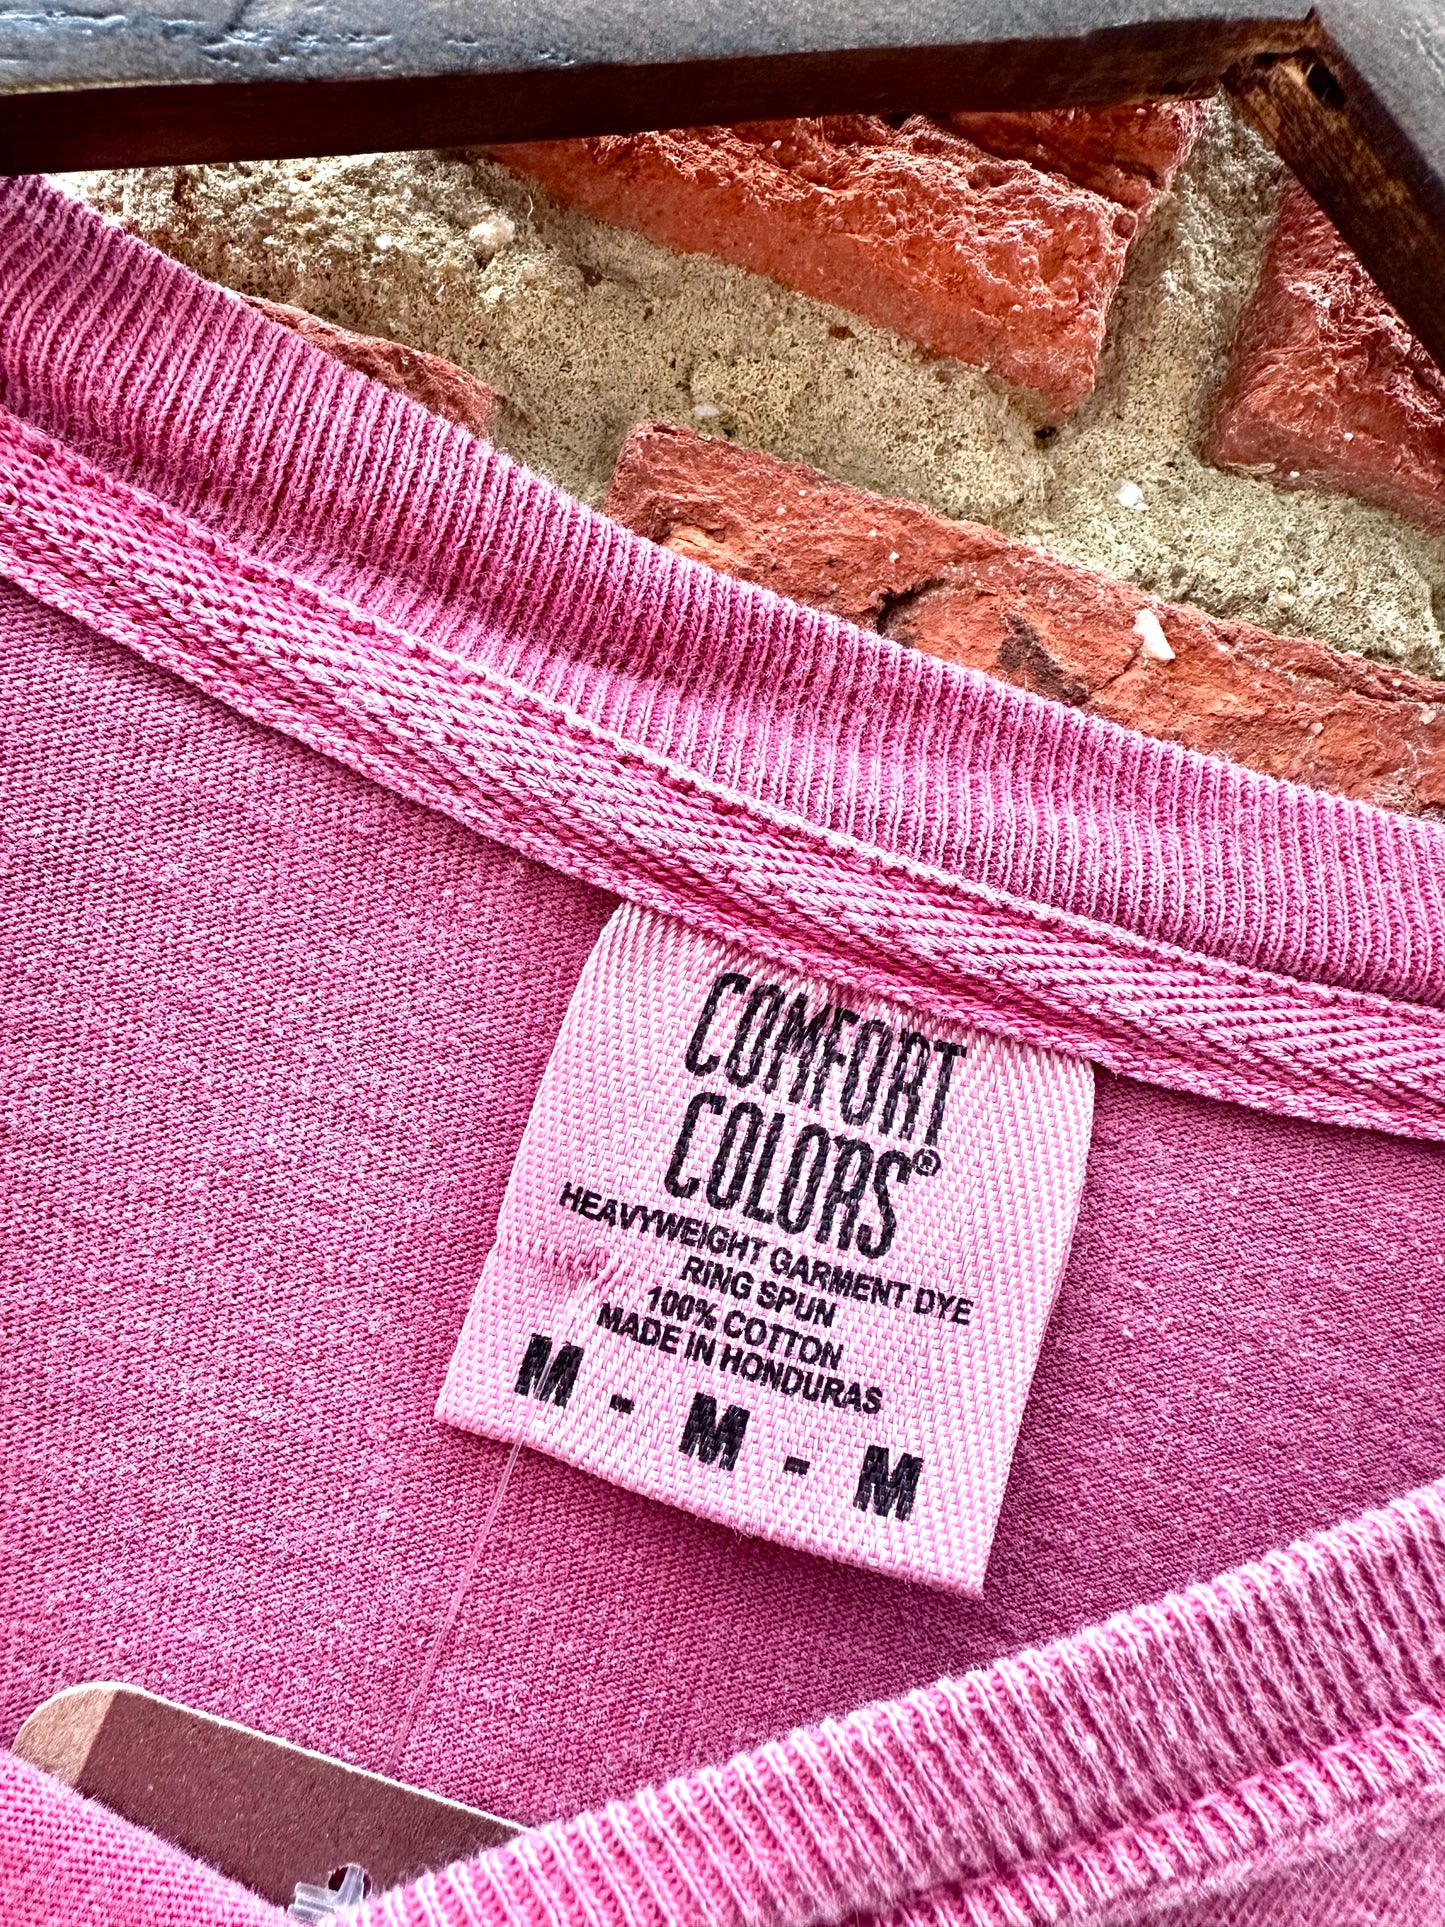 COMFORT
COLORS®
HEAVYWEIGHT GARMENT DYE
RING SPUN
100% COTTON
MADE IN HONDURAS
M - M - M